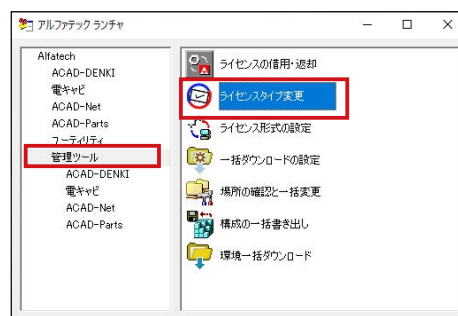 アルファテック ランチャ
Alfatech
ACAD-DENKI
電キャビ
ACAD-Net
ACAD-Parts
ユーティリティ
管理ツール
ACAD-DENKI
電キャビ
ACAD-Net
ACAD-Parts
ライセンスの借用・返却
ライセンスタイプ変更
ライセンス形式の設定
一括ダウンロードの設定
場所の確認と一括変更
構成の一括書き出し
環境一括ダウンロード